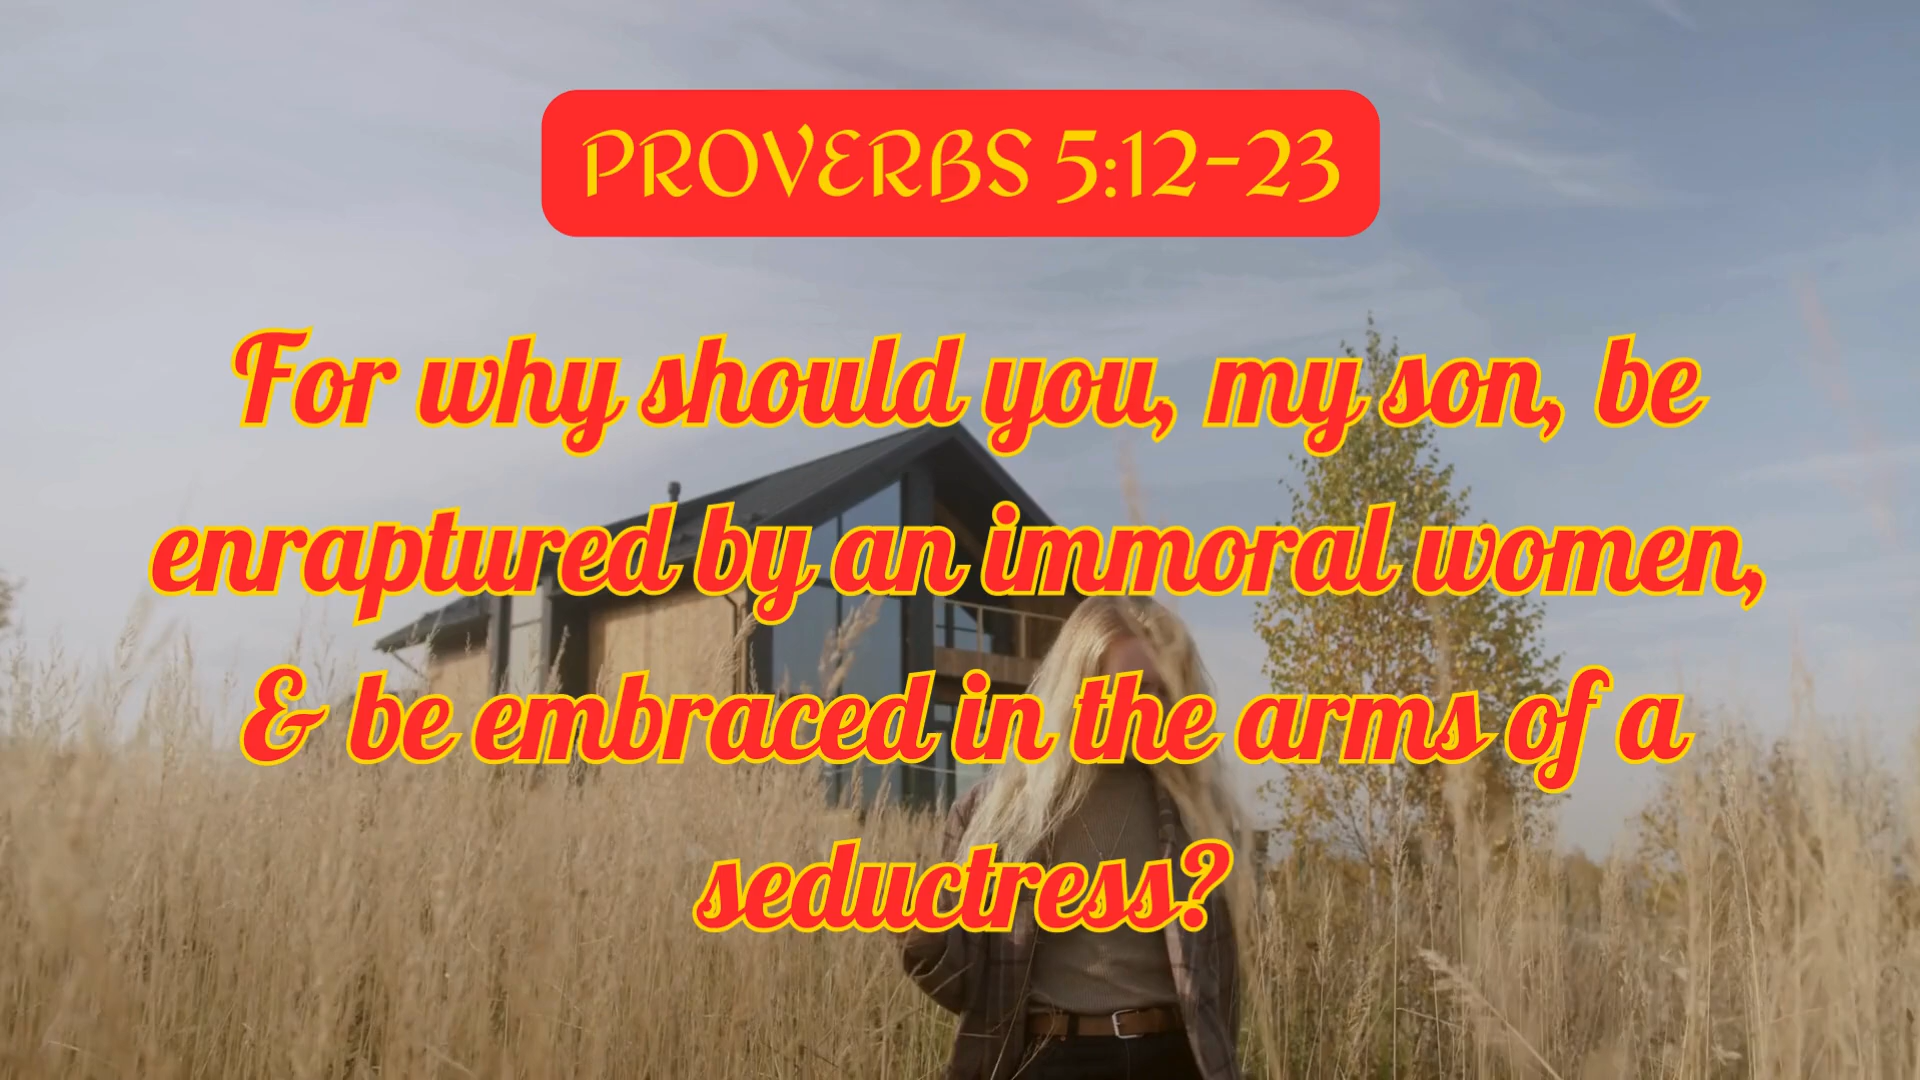 PROVERBS 5:12-23
For why should you, my son, be
enraptured by an immoral women,
& be embraced in the arms of a
seductress?